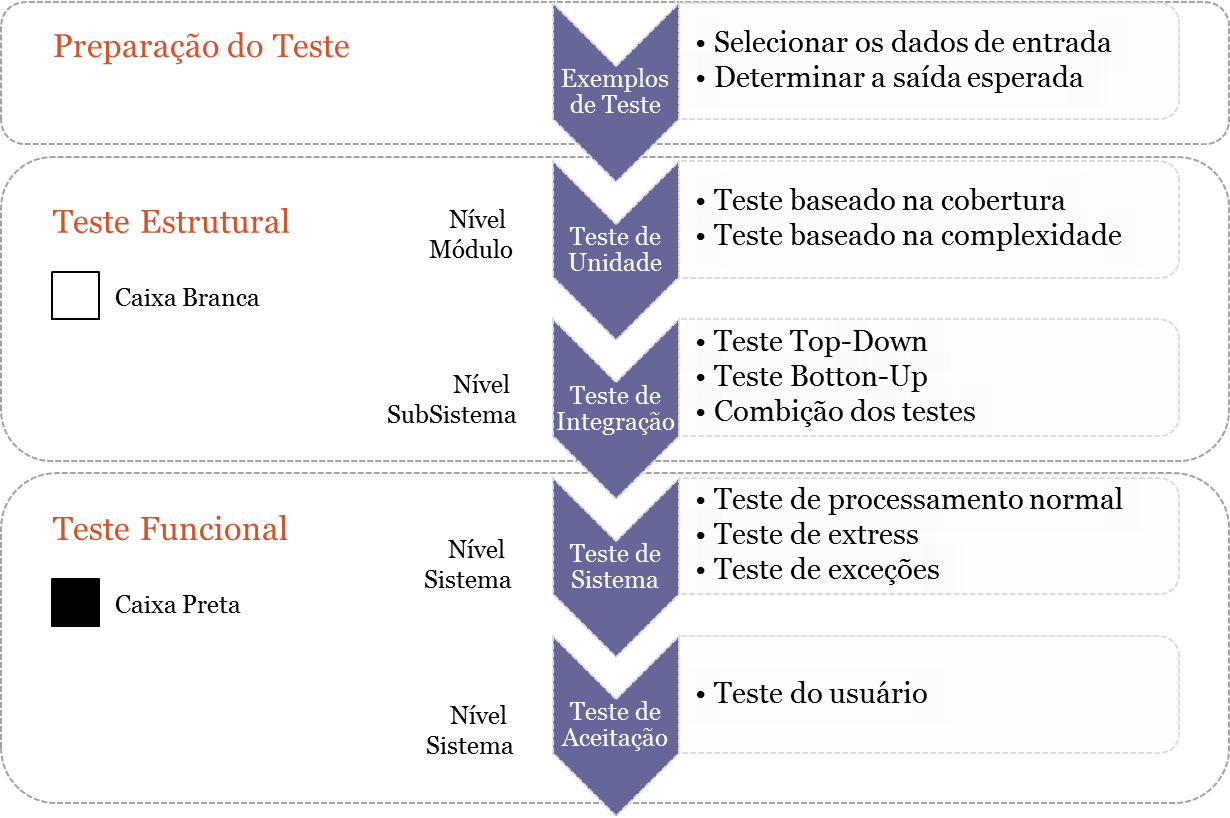 Preparação do Teste
Exemplos
de Teste
• Selecionar os dados de entrada
• Determinar a saída esperada
Teste Estrutural
Caixa Branca
Nível
Módulo
Teste de
Unidade
• Teste baseado na cobertura
• Teste baseado na complexidade
Nível
SubSistema
Teste de
Integração
• Teste Top-Down
• Teste Botton-Up
• Combição dos testes
Teste Funcional
Caixa Preta
Nível
Sistema
Teste de
Sistema
• Teste de processamento normal
• Teste de extress
• Teste de exceções
Nível
Sistema
Teste de
Aceitação
• Teste do usuário